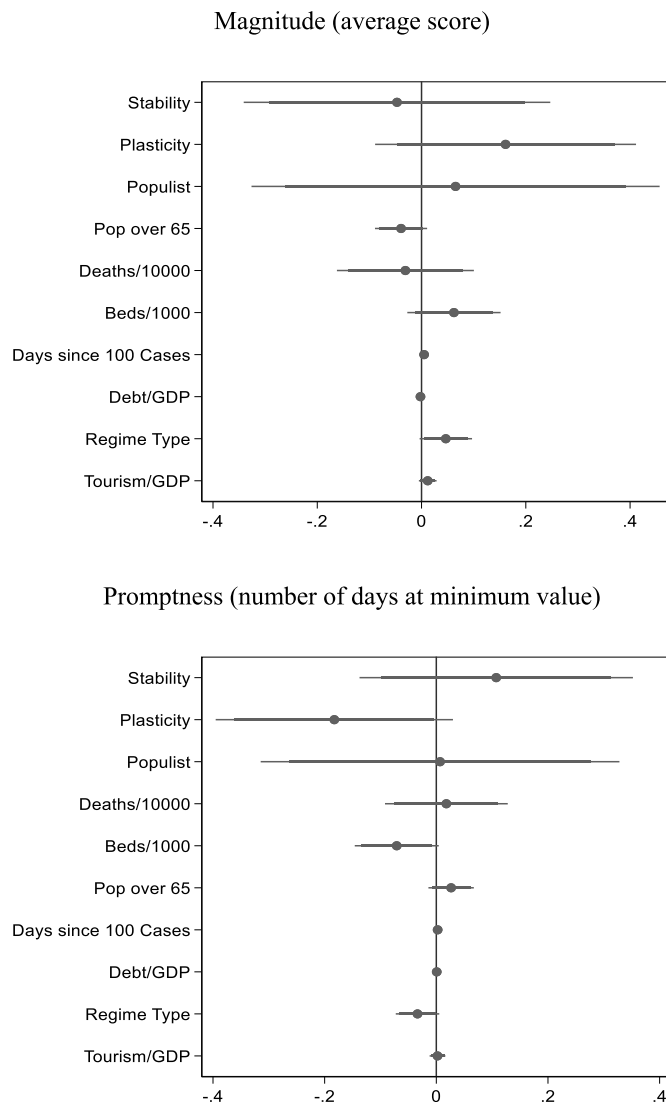 Magnitude (average score)
Stability
Plasticity
Populist
Pop over 65
Deaths/10000
Beds/1000
Days since 100 Cases
Debt/GDP
Regime Type
Tourism/GDP
-.4 -.2 0 .2 .4
Promptness (number of days at minimum value)
Stability
Plasticity
Populist
Deaths/10000
Beds/1000
Pop over 65
Days since 100 Cases
Debt/GDP
Regime Type
Tourism/GDP
-.4 -.2 0 .2 .4